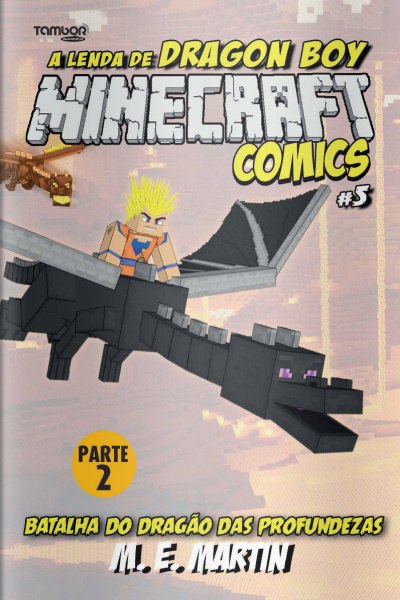 Tambor
A LENDA DE DRAGON BOY
MINECRAFT
COMICS
#5
PARTE
2
BATALHA DO DRAGÃO DAS PROFUNDEZAS
M. E. MARTIN